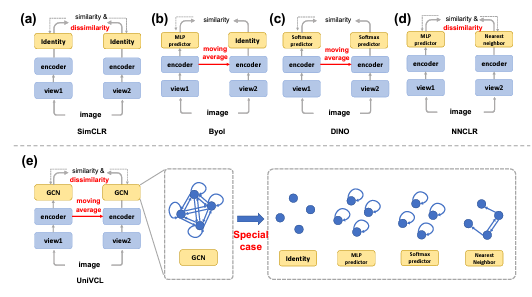 (a)
similarity &
dissimilarity
Identity
Identity
encoder
encoder
view1
view2
image
SimCLR
(b)
similarity
MLP
predictor
Identity
moving
average
encoder
encoder
view1
view2
image
Byol
(c)
similarity
Softmax
predictor
Softmax
predictor
moving
average
encoder
encoder
view1
view2
image
DINO
(d)
similarity &
dissimilarity
MLP
predictor
Nearest
neighbor
encoder
encoder
view1
view2
image
NNCLR
(e)
similarity &
dissimilarity
GCN
GCN
moving
average
encoder
encoder
view1
view2
image
UniVCL
GCN
Special
case
Identity
MLP
predictor
Softmax
predictor
Nearest
Neighbor